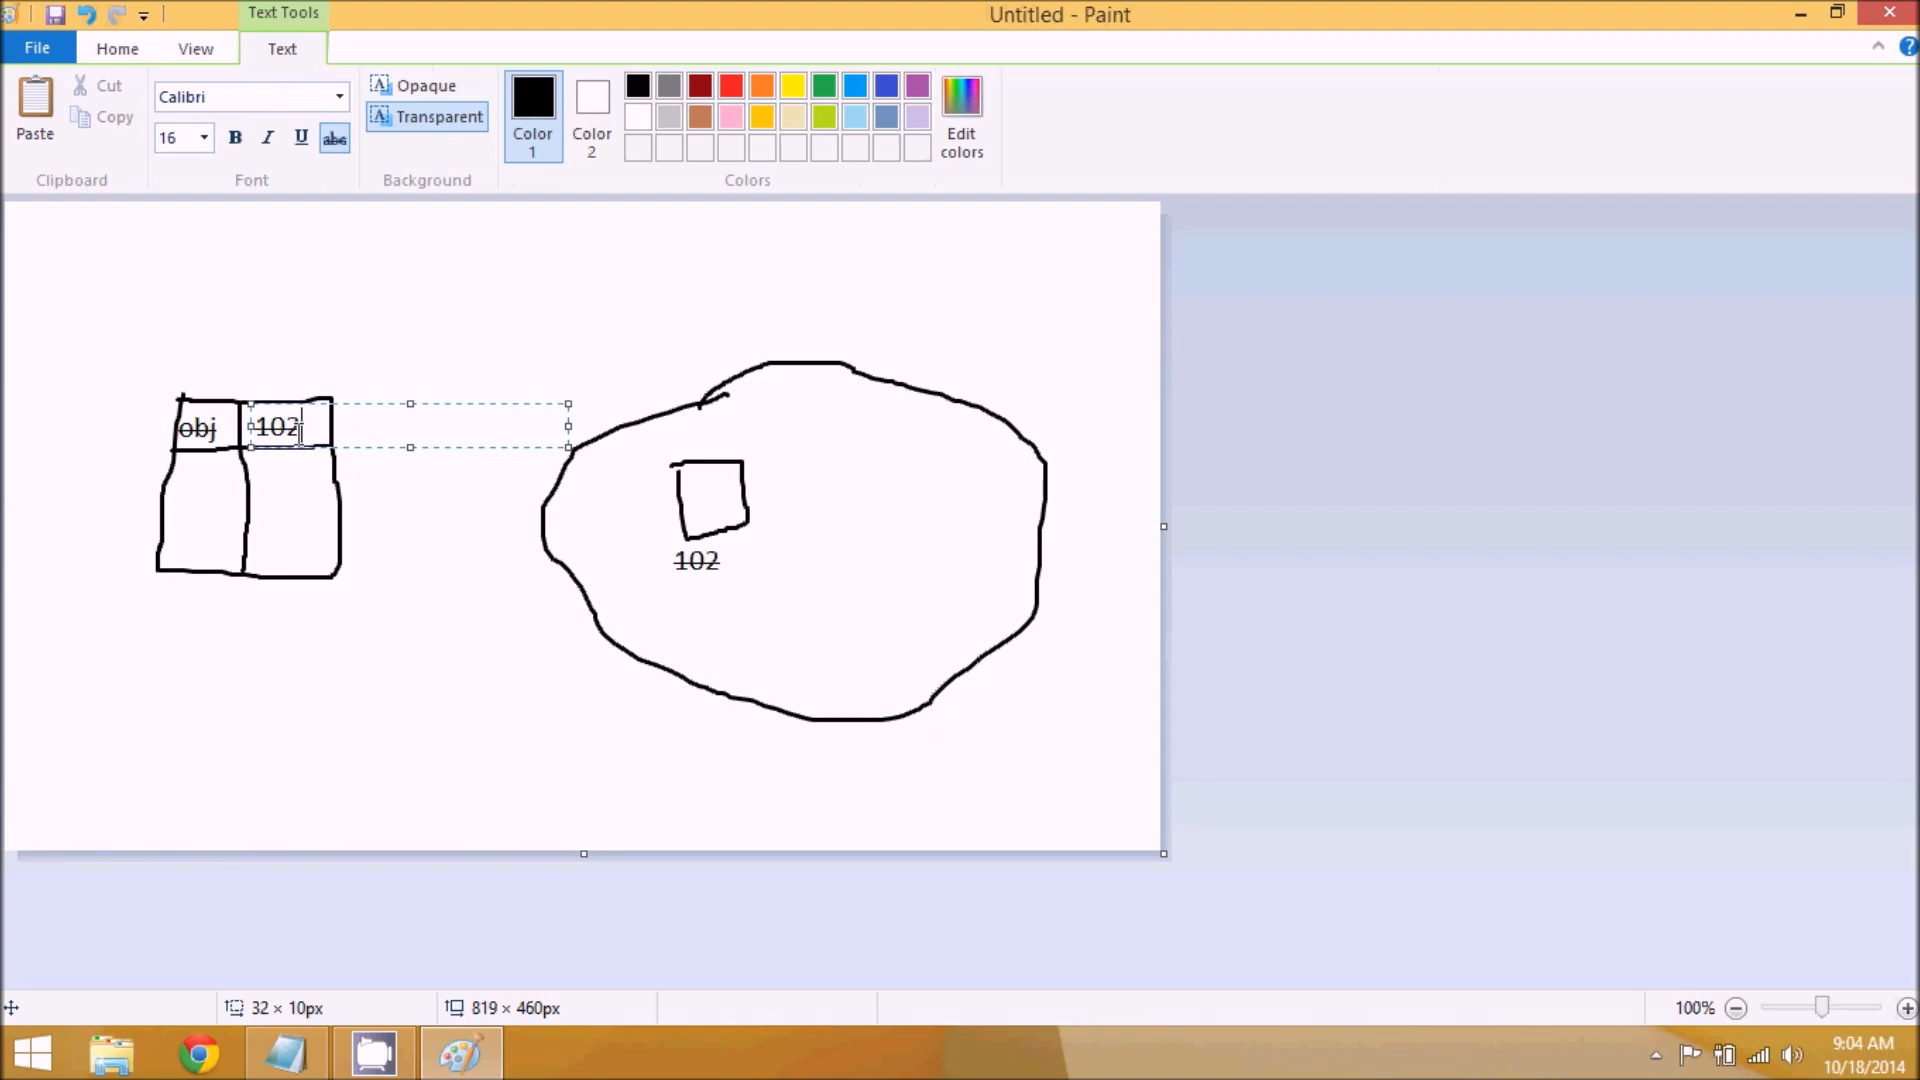 Text Tools
Untitled - Paint
File Home View Text
Cut
Copy
Paste
Clipboard
Calibri
16 B I U abc
Font
Opaque
Transparent
Background
Color 1
Color 2
Edit colors
Colors
obj 102
102
32 × 10px
819 × 460px
100%
9:04 AM
10/18/2014